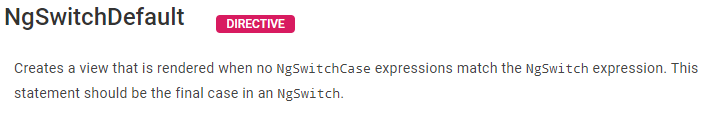 NgSwitchDefault DIRECTIVE
Creates a view that is rendered when no NgSwitchCase expressions match the NgSwitch expression. This
statement should be the final case in an NgSwitch.